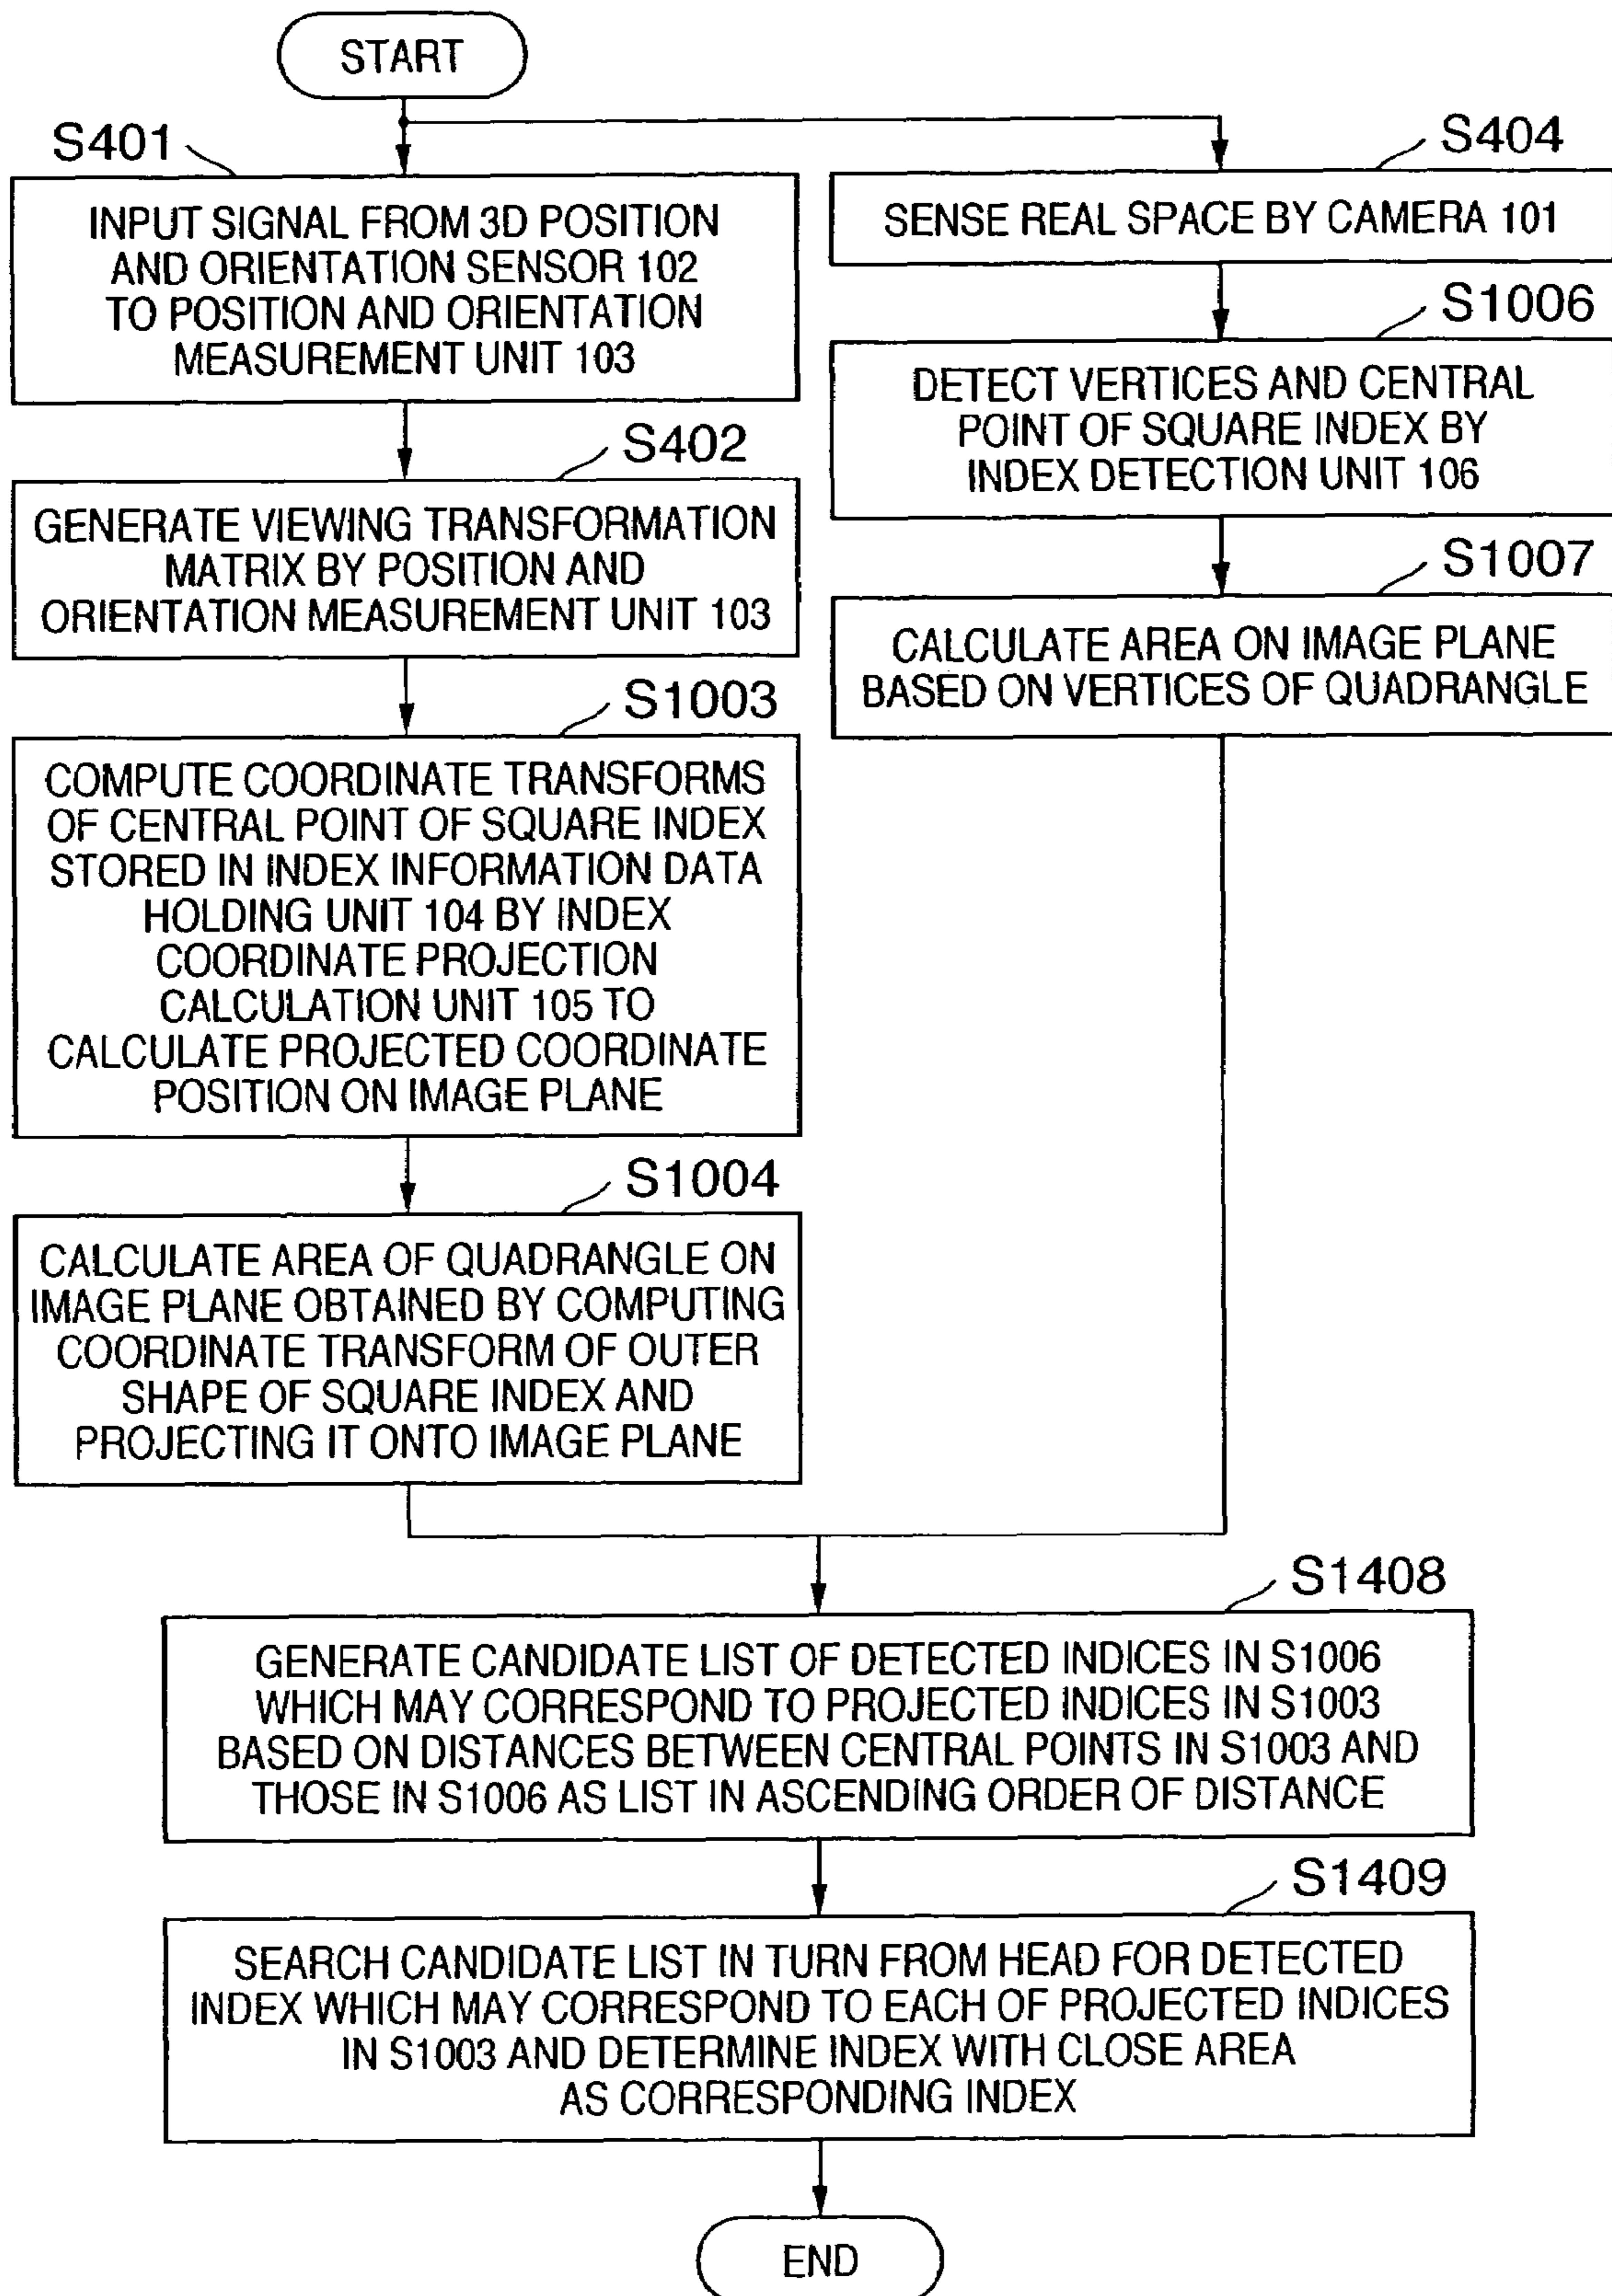 START
S401
INPUT SIGNAL FROM 3D POSITION
AND ORIENTATION SENSOR 102
TO POSITION AND ORIENTATION
MEASUREMENT UNIT 103
S402
GENERATE VIEWING TRANSFORMATION
MATRIX BY POSITION AND
ORIENTATION MEASUREMENT UNIT 103
S1003
COMPUTE COORDINATE TRANSFORMS
OF CENTRAL POINT OF SQUARE INDEX
STORED IN INDEX INFORMATION DATA
HOLDING UNIT 104 BY INDEX
COORDINATE PROJECTION
CALCULATION UNIT 105 TO
CALCULATE PROJECTED COORDINATE
POSITION ON IMAGE PLANE
S1004
CALCULATE AREA OF QUADRANGLE ON
IMAGE PLANE OBTAINED BY COMPUTING
COORDINATE TRANSFORM OF OUTER
SHAPE OF SQUARE INDEX AND
PROJECTING IT ONTO IMAGE PLANE
S404
SENSE REAL SPACE BY CAMERA 101
S1006
DETECT VERTICES AND CENTRAL
POINT OF SQUARE INDEX BY
INDEX DETECTION UNIT 106
S1007
CALCULATE AREA ON IMAGE PLANE
BASED ON VERTICES OF QUADRANGLE
S1408
GENERATE CANDIDATE LIST OF DETECTED INDICES IN S1006
WHICH MAY CORRESPOND TO PROJECTED INDICES IN S1003
BASED ON DISTANCES BETWEEN CENTRAL POINTS IN S1003 AND
THOSE IN S1006 AS LIST IN ASCENDING ORDER OF DISTANCE
S1409
SEARCH CANDIDATE LIST IN TURN FROM HEAD FOR DETECTED
INDEX WHICH MAY CORRESPOND TO EACH OF PROJECTED INDICES
IN S1003 AND DETERMINE INDEX WITH CLOSE AREA
AS CORRESPONDING INDEX
END